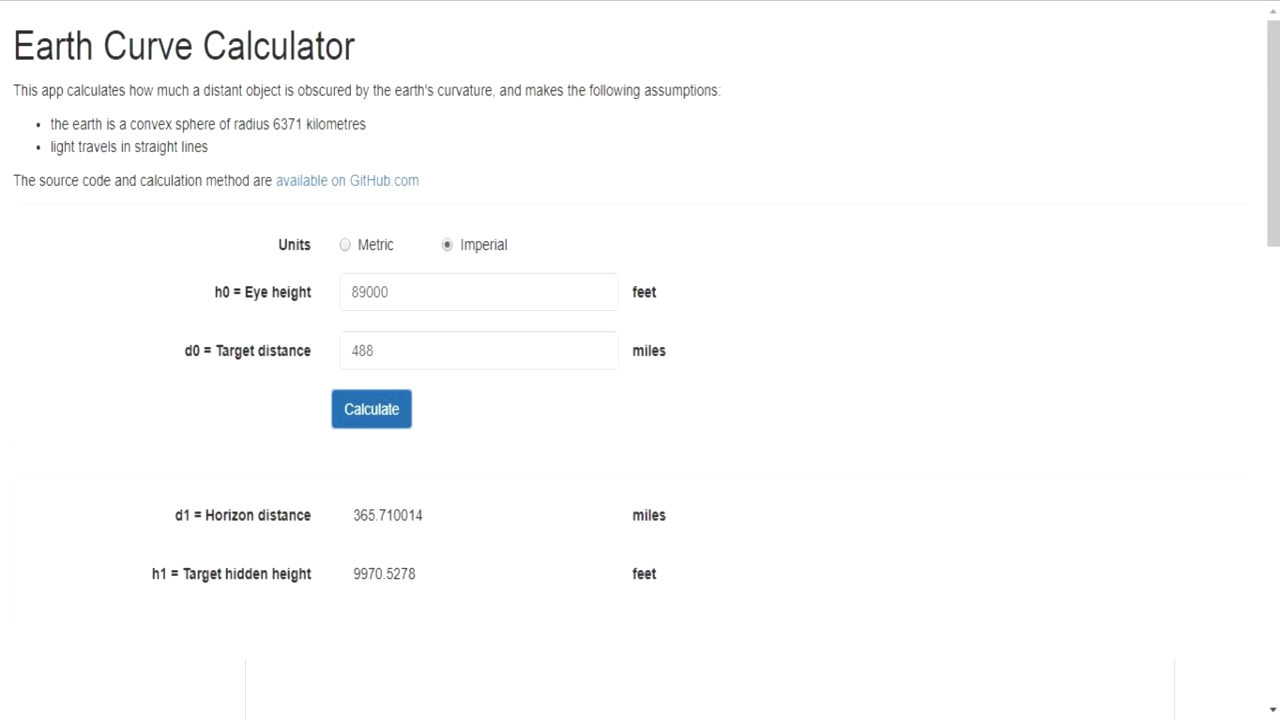 Earth Curve Calculator
This app calculates how much a distant object is obscured by the earth's curvature, and makes the following assumptions:
• the earth is a convex sphere of radius 6371 kilometres
• light travels in straight lines
The source code and calculation method are available on GitHub.com
Units Metric Imperial
h0 = Eye height 89000 feet
d0 = Target distance 488 miles
Calculate
d1 = Horizon distance 365.710014 miles
h1 = Target hidden height 9970.5278 feet